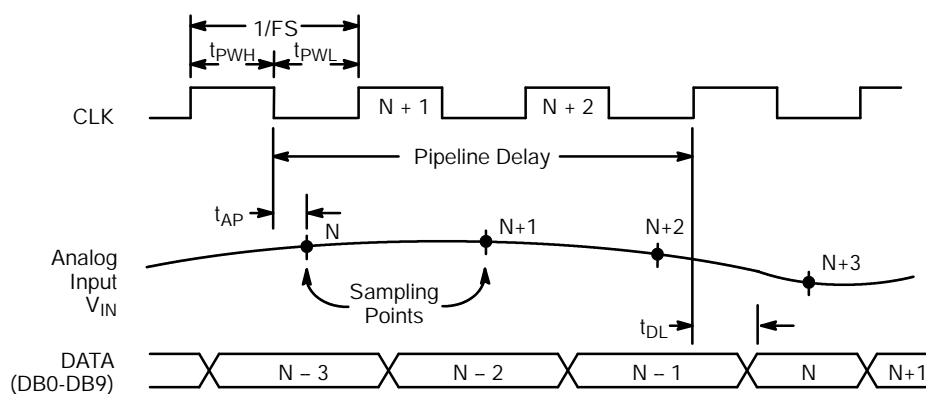 1/FS
tPWH tPWL
CLK
N + 1
N + 2
Pipeline Delay
tAP
N
N+1
N+2
N+3
Analog
Input
VIN
Sampling
Points
tDL
DATA
(DB0-DB9)
N – 3
N – 2
N – 1
N
N+1